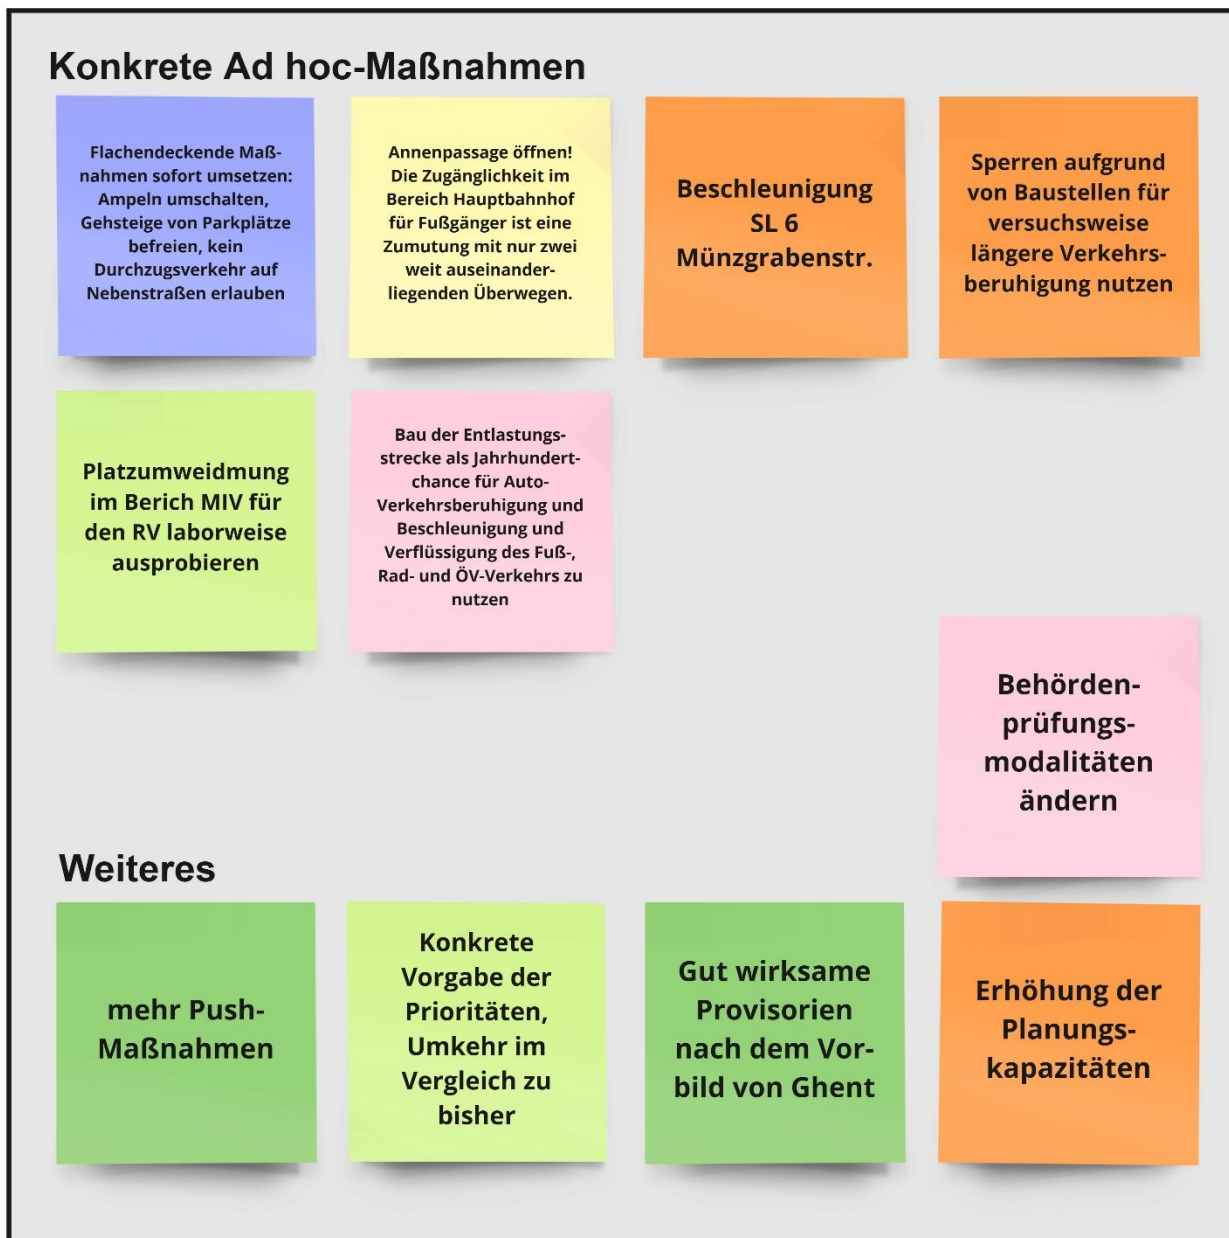 Konkrete Ad hoc-Maßnahmen
Flachendeckende Maß-
nahmen sofort umsetzen:
Ampeln umschalten,
Gehsteige von Parkplätze
befreien, kein
Durchzugsverkehr auf
Nebenstraßen erlauben
Annenpassage öffnen!
Die Zugänglichkeit im
Bereich Hauptbahnhof
für Fußgänger ist eine
Zumutung mit nur zwei
weit auseinander-
liegenden Überwegen.
Beschleunigung
SL 6
Münzgrabenstr.
Sperren aufgrund
von Baustellen für
versuchsweise
längere Verkehrs-
beruhigung nutzen
Platzumweidmung
im Berich MIV für
den RV laborweise
ausprobieren
Bau der Entlastungs-
strecke als Jahrhundert-
chance für Auto-
Verkehrsberuhigung und
Beschleunigung und
Verflüssigung des Fuß-,
Rad- und ÖV-Verkehrs zu
nutzen
Behörden-
prüfungs-
modalitäten
ändern
Weiteres
mehr Push-
Maßnahmen
Konkrete
Vorgabe der
Prioritäten,
Umkehr im
Vergleich zu
bisher
Gut wirksame
Provisorien
nach dem Vor-
bild von Ghent
Erhöhung der
Planungs-
kapazitäten